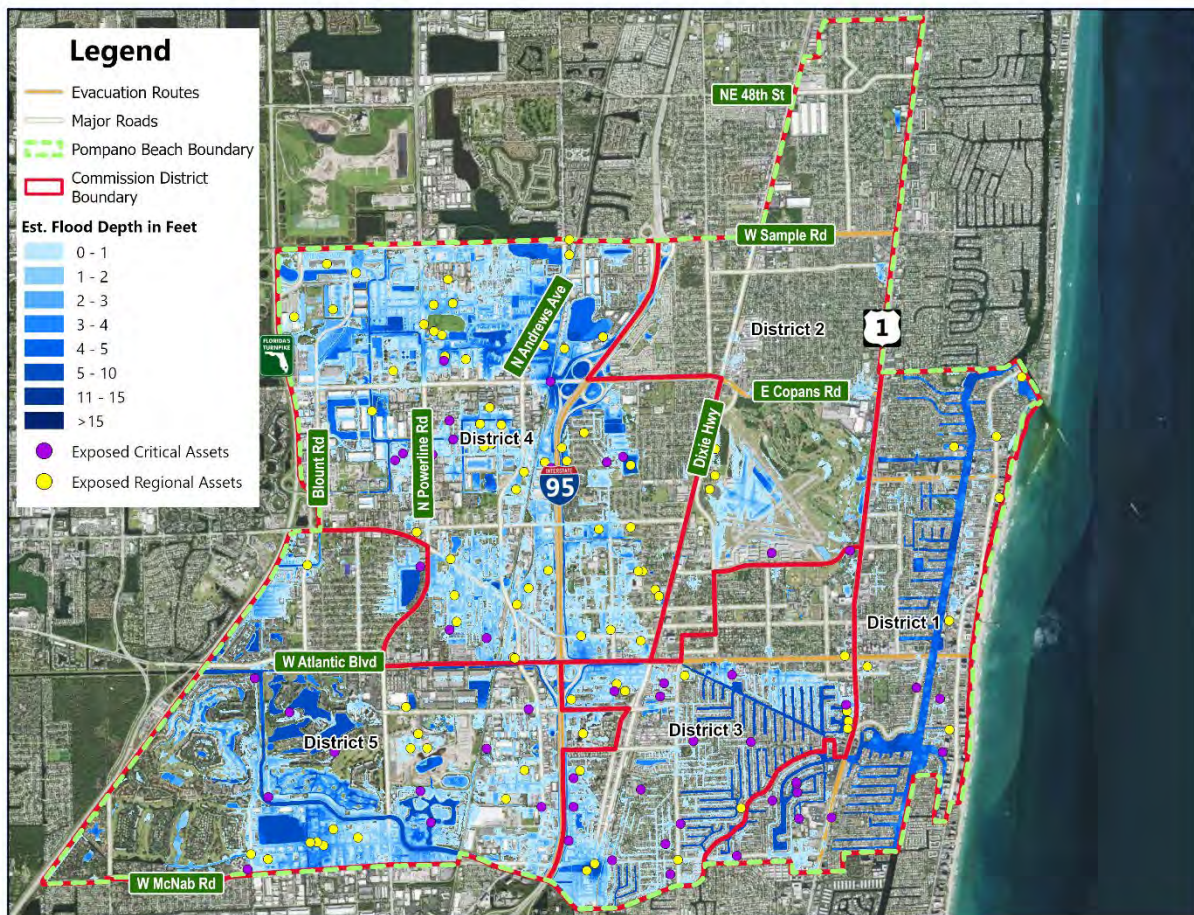 Legend
Evacuation Routes
Major Roads
Pompano Beach Boundary
Commission District
Boundary
Est. Flood Depth in Feet
0 - 1
1 - 2
2 - 3
3 - 4
4 - 5
5 - 10
11 - 15
>15
Exposed Critical Assets
Exposed Regional Assets
NE 48th St
W Sample Rd
N Andrews Ave
District 2
1
FLORIDA'S
TURNPIKE
E Copans Rd
Blount Rd
N Powerline Rd
District 4
Dixie Hwy
INTERSTATE
95
District 1
W Atlantic Blvd
District 5
District 3
W McNab Rd